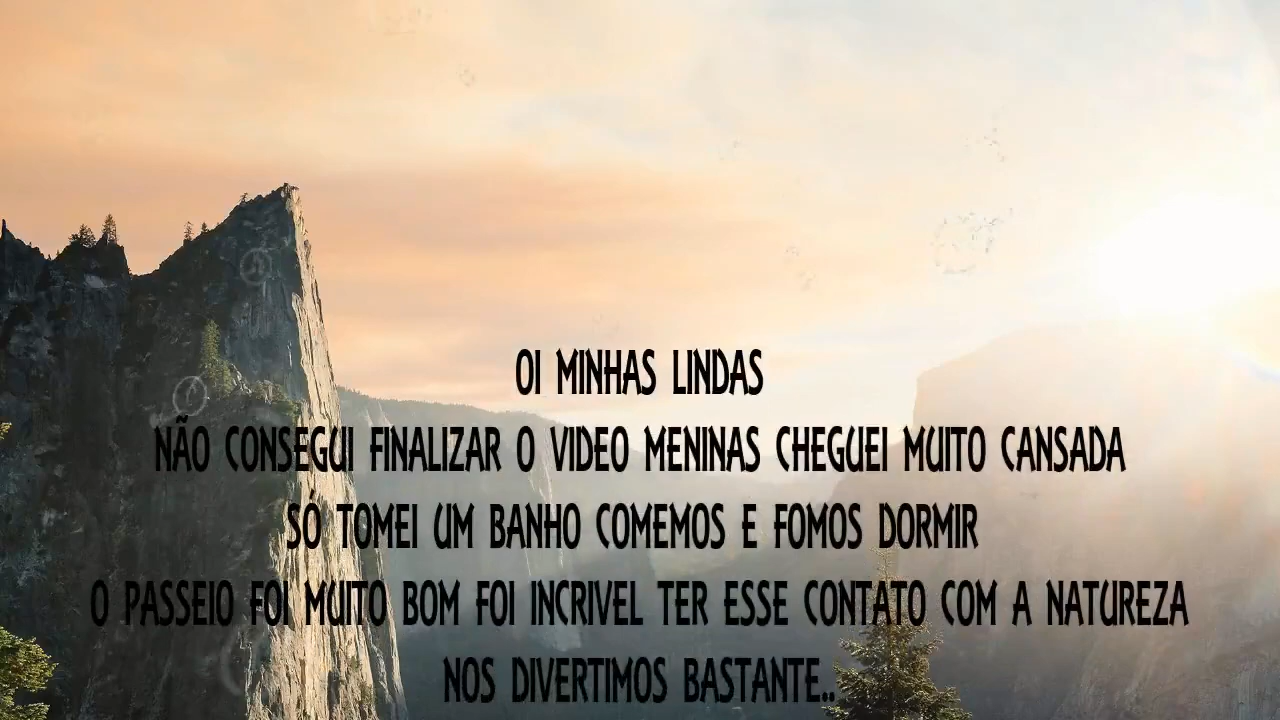 OI MINHAS LINDAS
NÃO CONSEGUI FINALIZAR O VIDEO MENINAS CHEGUEI MUITO CANSADA
SÓ TOMEI UM BANHO COMEMOS E FOMOS DORMIR
O PASSEIO FOI MUITO BOM FOI INCRIVEL TER ESSE CONTATO COM A NATUREZA
NOS DIVERTIMOS BASTANTE..